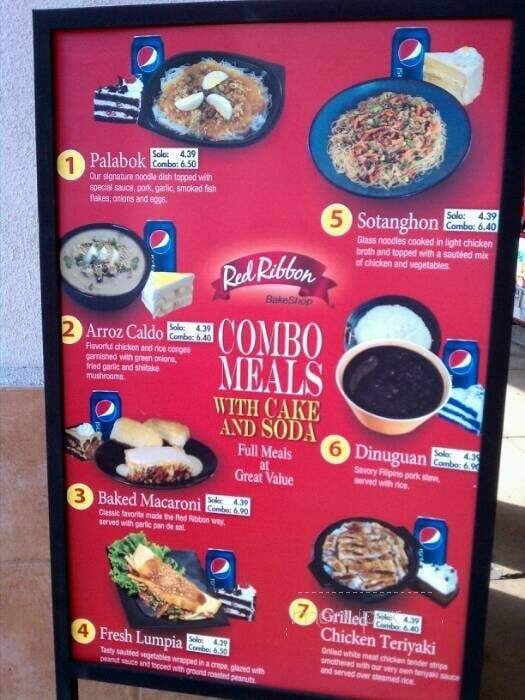 1 Palabok
Solo: 4.39
Combo: 6.50
Our signature noodle dish topped with
special sauce, pork, garlic, smoked fish
flakes, onions and eggs.
2 Arroz Caldo
Solo: 4.39
Combo: 6.40
Flavorful chicken and rice congee
garnished with green onions,
fried garlic and shiitake
mushrooms.
3 Baked Macaroni
Solo: 4.39
Combo: 6.90
Classic favorite made the Red Ribbon way,
served with garlic pan de sal.
4 Fresh Lumpia
Solo: 4.39
Combo: 6.50
Tasty sautéed vegetables wrapped in a crepe, glazed with
peanut sauce and topped with ground roasted peanuts.
Red Ribbon
BakeShop
COMBO
MEALS
WITH CAKE
AND SODA
Full Meals
at
Great Value
5 Sotanghon
Solo: 4.39
Combo: 6.40
Glass noodles cooked in light chicken
broth and topped with a sautéed mix
of chicken and vegetables.
6 Dinuguan
Solo: 4.39
Combo: 6.90
Savory Filipino pork stew,
served with rice.
7 Grilled
Chicken Teriyaki
Solo: 4.39
Combo: 6.40
Grilled white meat chicken tender strips
smothered with our very own teriyaki sauce
and served over steamed rice.